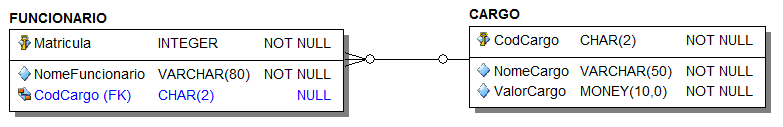 FUNCIONARIO
Matricula INTEGER NOT NULL
NomeFuncionario VARCHAR(80) NOT NULL
CodCargo (FK) CHAR(2) NULL
CARGO
CodCargo CHAR(2) NOT NULL
NomeCargo VARCHAR(50) NOT NULL
ValorCargo MONEY(10,0) NOT NULL